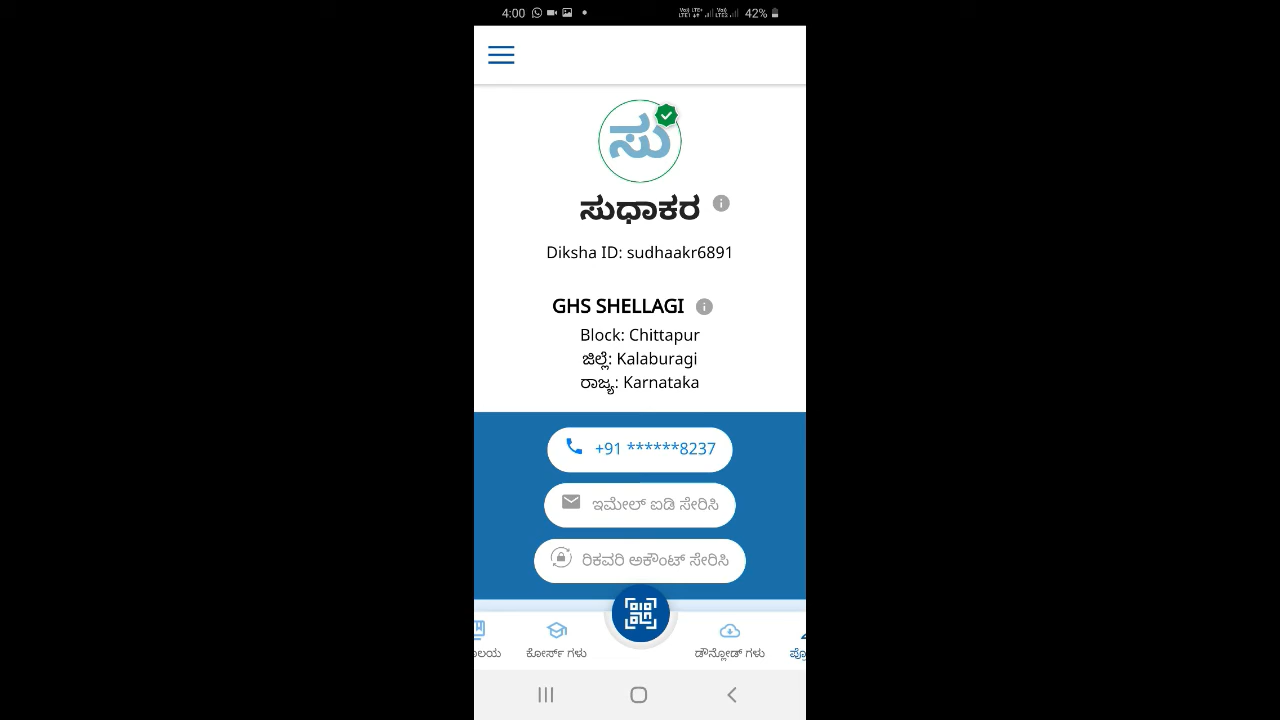 4:00
42%
ಸು
ಸುಧಾಕರ
Diksha ID: sudhaakr6891
GHS SHELLAGI
Block: Chittapur
ಜಿಲ್ಲೆ: Kalaburagi
ರಾಜ್ಯ: Karnataka
+91 ******8237
ಇಮೇಲ್ ಐಡಿ ಸೇರಿಸಿ
ರಿಕವರಿ ಅಕೌಂಟ್ ಸೇರಿಸಿ
ಕೋರ್ಸ್ ಗಳು
ಡೌನ್ಲೋಡ್ ಗಳು